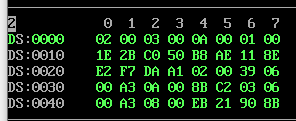 2 0 1 2 3 4 5 6 7
DS:0000 02 00 03 00 0A 00 01 00
DS:0010 1E 2B C0 50 B8 AE 11 8E
DS:0020 E2 F7 DA A1 02 00 39 06
DS:0030 00 A3 0A 00 8B C2 03 06
DS:0040 00 A3 08 00 EB 21 90 8B